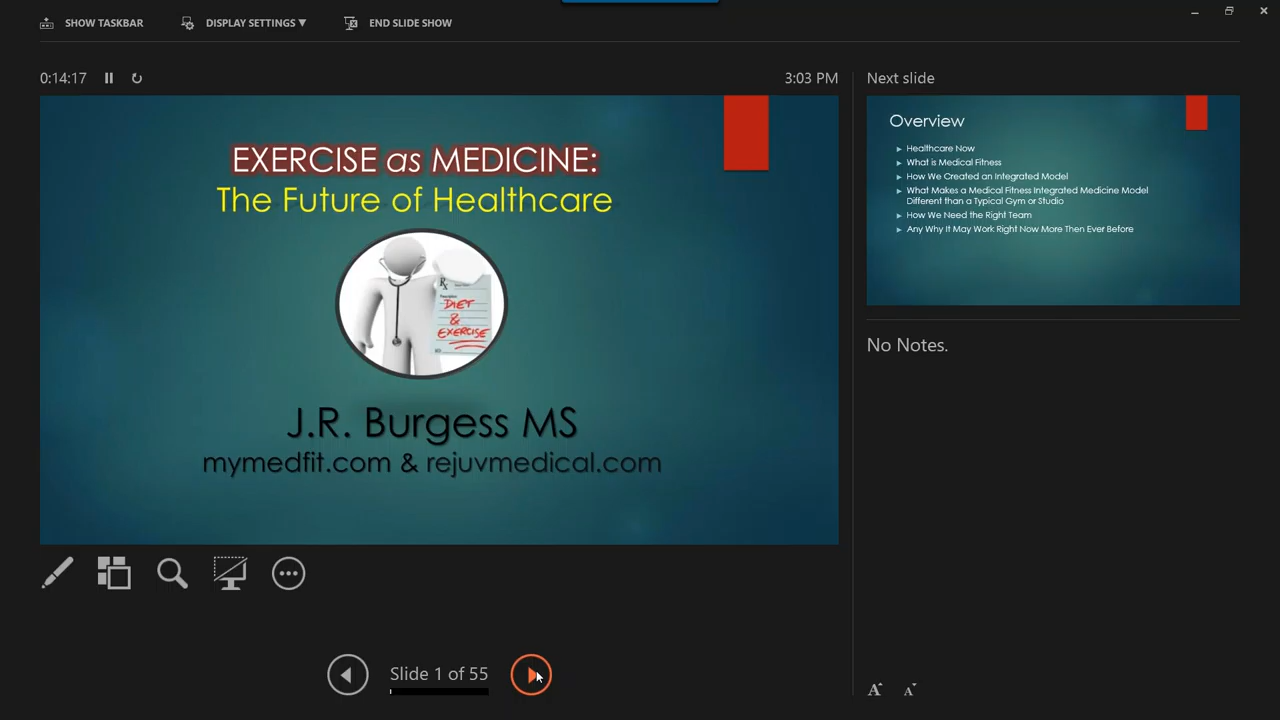 SHOW TASKBAR
DISPLAY SETTINGS ▼
END SLIDE SHOW
0:14:17
3:03 PM
Next slide
EXERCISE as MEDICINE:
The Future of Healthcare
DIET
&
EXERCISE
J.R. Burgess MS
mymedfit.com & rejuvmedical.com
Overview
Healthcare Now
What is Medical Fitness
How We Created an Integrated Model
What Makes a Medical Fitness Integrated Medicine Model
Different than a Typical Gym or Studio
How We Need the Right Team
Any Why It May Work Right Now More Then Ever Before
No Notes.
Slide 1 of 55
A A